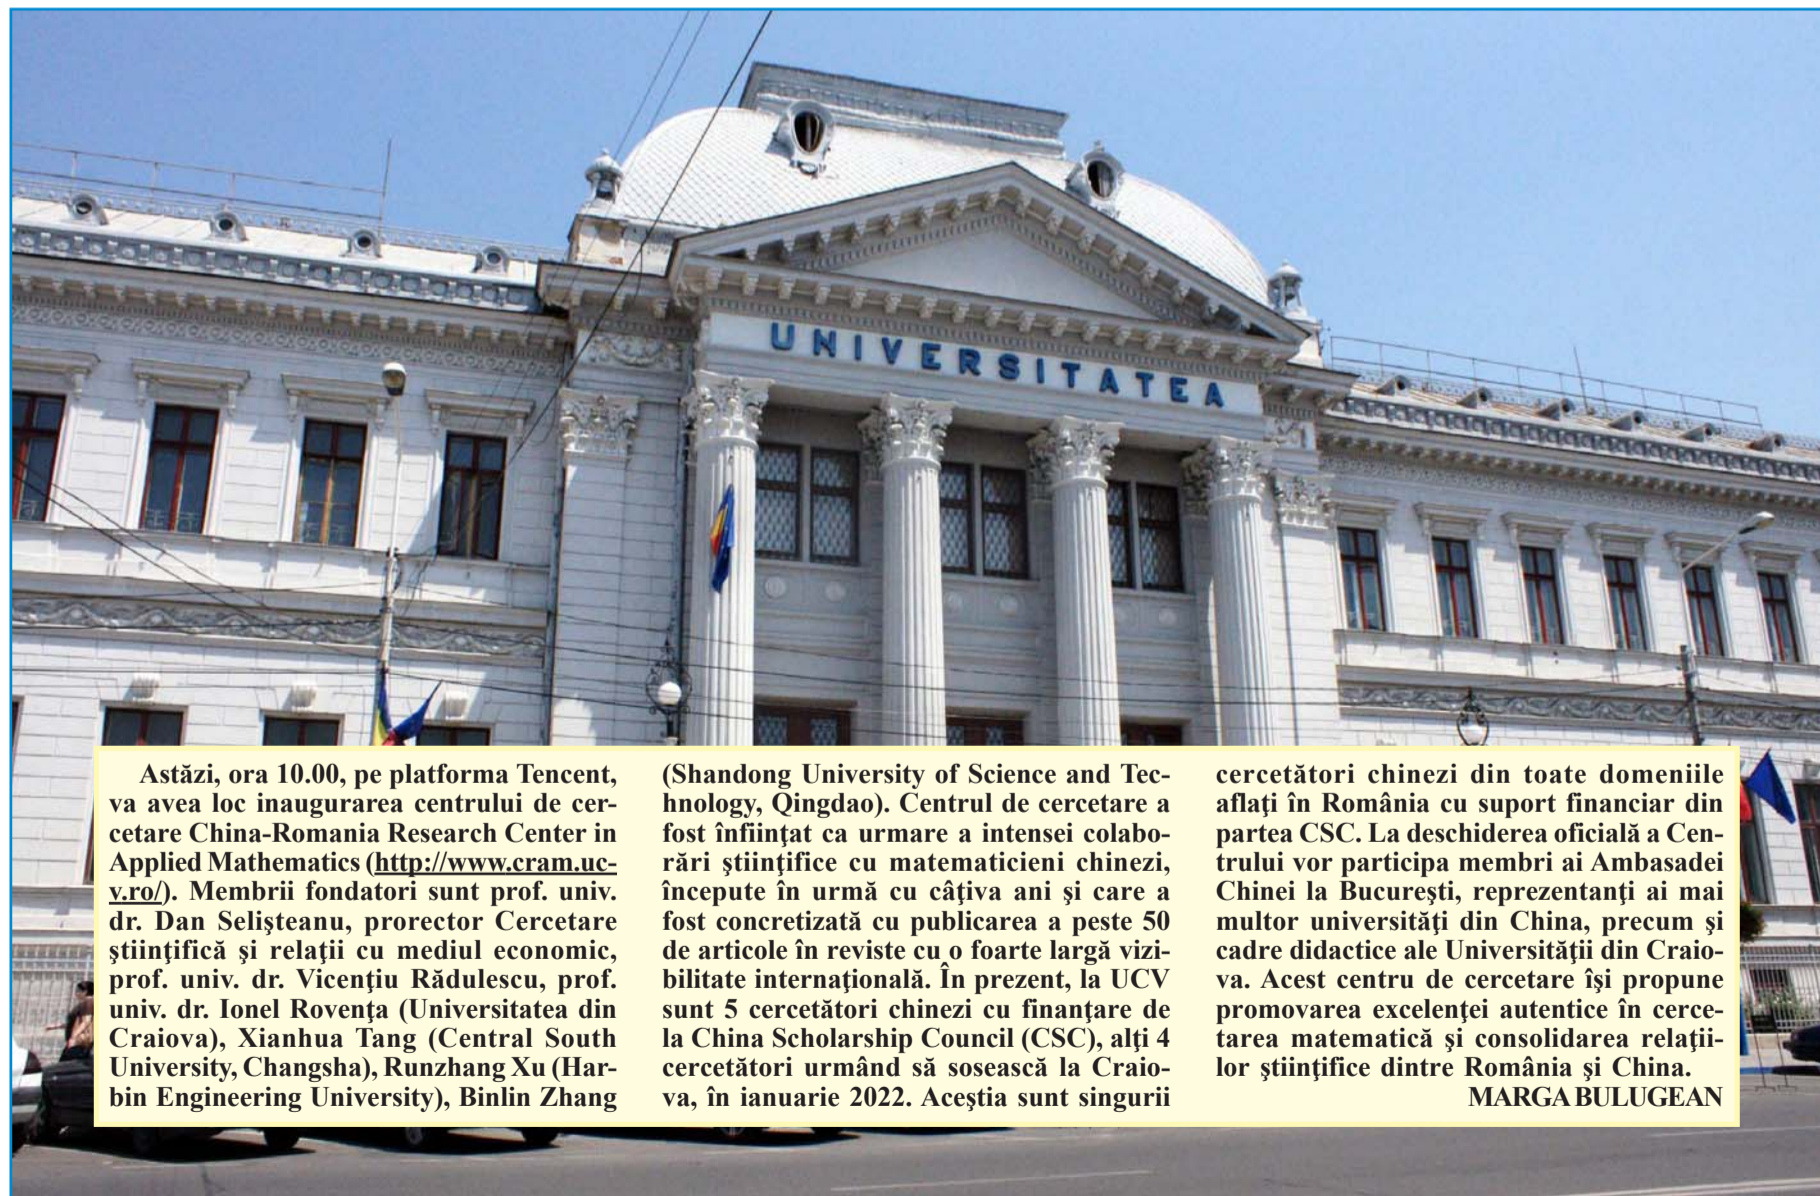 UNIVERSITATEA
Astăzi, ora 10.00, pe platforma Tencent,
va avea loc inaugurarea centrului de cer-
cetare China-Romania Research Center in
Applied Mathematics (http://www.cram.uc-
v.ro/). Membrii fondatori sunt prof. univ.
dr. Dan Selişteanu, prorector Cercetare
ştiinţifică şi relaţii cu mediul economic,
prof. univ. dr. Vicenţiu Rădulescu, prof.
univ. dr. Ionel Rovenţa (Universitatea din
Craiova), Xianhua Tang (Central South
University, Changsha), Runzhang Xu (Har-
bin Engineering University), Binlin Zhang
(Shandong University of Science and Tec-
hnology, Qingdao). Centrul de cercetare a
fost înfiinţat ca urmare a intensei colabo-
rări ştiinţifice cu matematicieni chinezi,
începute în urmă cu câţiva ani şi care a
fost concretizată cu publicarea a peste 50
de articole în reviste cu o foarte largă vizi-
bilitate internaţională. În prezent, la UCV
sunt 5 cercetători chinezi cu finanţare de
la China Scholarship Council (CSC), alţi 4
cercetători urmând să sosească la Craio-
va, în ianuarie 2022. Aceştia sunt singurii
cercetători chinezi din toate domeniile
aflaţi în România cu suport financiar din
partea CSC. La deschiderea oficială a Cen-
trului vor participa membri ai Ambasadei
Chinei la Bucureşti, reprezentanţi ai mai
multor universităţi din China, precum şi
cadre didactice ale Universităţii din Craio-
va. Acest centru de cercetare îşi propune
promovarea excelenţei autentice în cerce-
tarea matematică şi consolidarea relaţii-
lor ştiinţifice dintre România şi China.
MARGA BULUGEAN